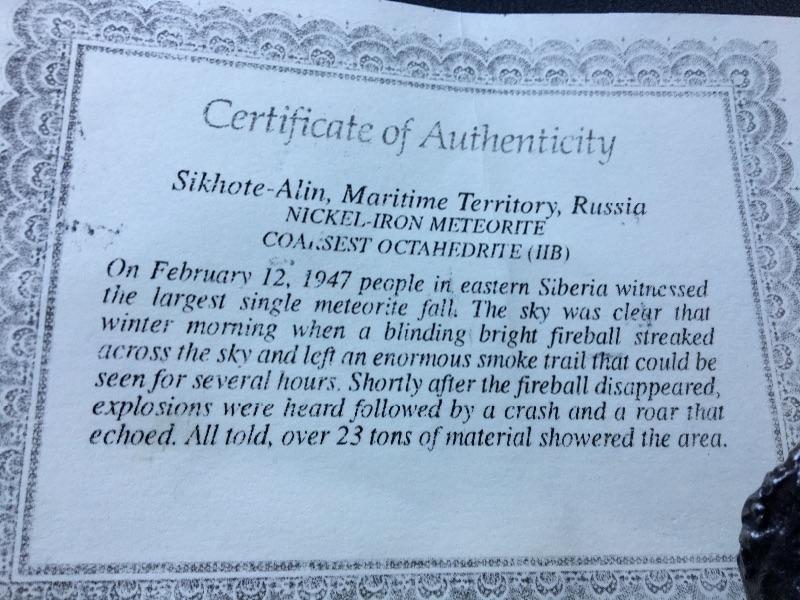 Certificate of Authenticity
Sikhote-Alin, Maritime Territory, Russia
NICKEL-IRON METEORITE
COARSEST OCTAHEDRITE (IIB)
On February 12, 1947 people in eastern Siberia witnessed
the largest single meteorite fall. The sky was clear that
winter morning when a blinding bright fireball streaked
across the sky and left an enormous smoke trail that could be
seen for several hours. Shortly after the fireball disappeared,
explosions were heard followed by a crash and a roar that
echoed. All told, over 23 tons of material showered the area.